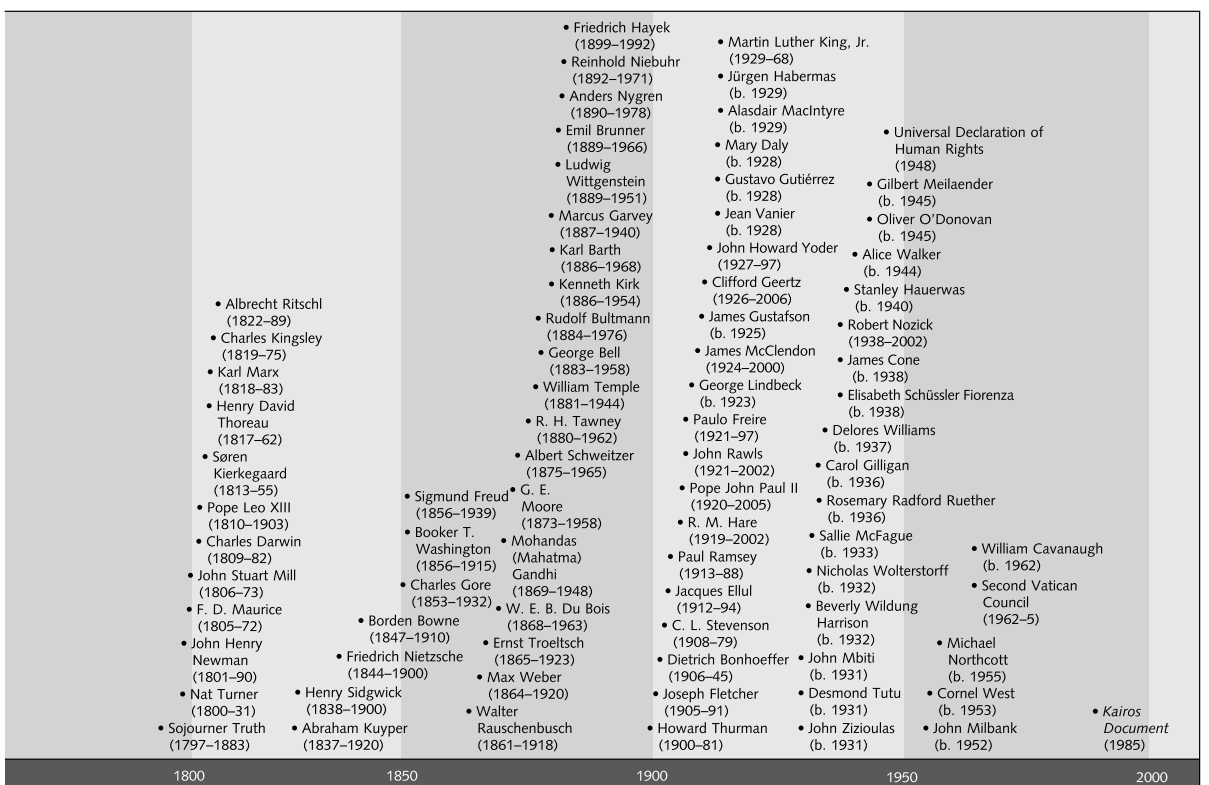 • Friedrich Hayek
(1899–1992)
• Reinhold Niebuhr
(1892–1971)
• Anders Nygren
(1890–1978)
• Emil Brunner
(1889–1966)
• Ludwig
Wittgenstein
(1889–1951)
• Marcus Garvey
(1887–1940)
• Karl Barth
(1886–1968)
• Kenneth Kirk
(1886–1954)
• Rudolf Bultmann
(1884–1976)
• George Bell
(1883–1958)
• William Temple
(1881–1944)
• R. H. Tawney
(1880–1962)
• Albert Schweitzer
(1875–1965)
• G. E.
Moore
(1873–1958)
• Mohandas
(Mahatma)
Gandhi
(1869–1948)
• W. E. B. Du Bois
(1868–1963)
• Ernst Troeltsch
(1865–1923)
• Max Weber
(1864–1920)
• Walter
Rauschenbusch
(1861–1918)
• Albrecht Ritschl
(1822–89)
• Charles Kingsley
(1819–75)
• Karl Marx
(1818–83)
• Henry David
Thoreau
(1817–62)
• Søren
Kierkegaard
(1813–55)
• Pope Leo XIII
(1810–1903)
• Charles Darwin
(1809–82)
• John Stuart Mill
(1806–73)
• F. D. Maurice
(1805–72)
• John Henry
Newman
(1801–90)
• Nat Turner
(1800–31)
• Sojourner Truth
(1797–1883)
• Sigmund Freud
(1856–1939)
• Booker T.
Washington
(1856–1915)
• Charles Gore
(1853–1932)
• Borden Bowne
(1847–1910)
• Friedrich Nietzsche
(1844–1900)
• Henry Sidgwick
(1838–1900)
• Abraham Kuyper
(1837–1920)
• Martin Luther King, Jr.
(1929–68)
• Jürgen Habermas
(b. 1929)
• Alasdair MacIntyre
(b. 1929)
• Mary Daly
(b. 1928)
• Gustavo Gutiérrez
(b. 1928)
• Jean Vanier
(b. 1928)
• John Howard Yoder
(1927–97)
• Clifford Geertz
(1926–2006)
• James Gustafson
(b. 1925)
• James McClendon
(1924–2000)
• George Lindbeck
(b. 1923)
• Paulo Freire
(1921–97)
• John Rawls
(1921–2002)
• Pope John Paul II
(1920–2005)
• R. M. Hare
(1919–2002)
• Paul Ramsey
(1913–88)
• Jacques Ellul
(1912–94)
• C. L. Stevenson
(1908–79)
• Dietrich Bonhoeffer
(1906–45)
• Joseph Fletcher
(1905–91)
• Howard Thurman
(1900–81)
• Universal Declaration of
Human Rights
(1948)
• Gilbert Meilaender
(b. 1945)
• Oliver O’Donovan
(b. 1945)
• Alice Walker
(b. 1944)
• Stanley Hauerwas
(b. 1940)
• Robert Nozick
(1938–2002)
• James Cone
(b. 1938)
• Elisabeth Schüssler Fiorenza
(b. 1938)
• Delores Williams
(b. 1937)
• Carol Gilligan
(b. 1936)
• Rosemary Radford Ruether
(b. 1936)
• Sallie McFague
(b. 1933)
• Nicholas Wolterstorff
(b. 1932)
• Beverly Wildung
Harrison
(b. 1932)
• John Mbiti
(b. 1931)
• Desmond Tutu
(b. 1931)
• John Zizioulas
(b. 1931)
• William Cavanaugh
(b. 1962)
• Second Vatican
Council
(1962–5)
• Michael
Northcott
(b. 1955)
• Cornel West
(b. 1953)
• John Milbank
(b. 1952)
• Kairos
Document
(1985)
1800
1850
1900
1950
2000